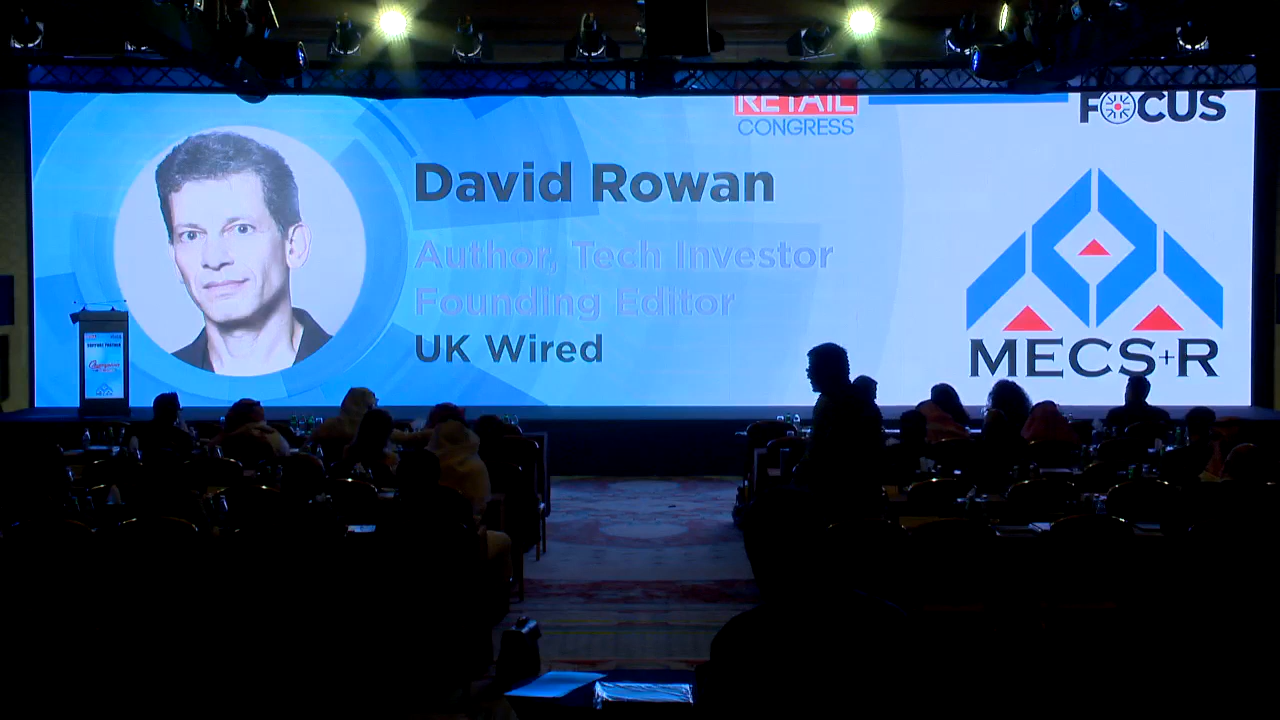 RETAIL
CONGRESS
FOCUS
David Rowan
Author, Tech Investor
Founding Editor
UK Wired
MECS+R